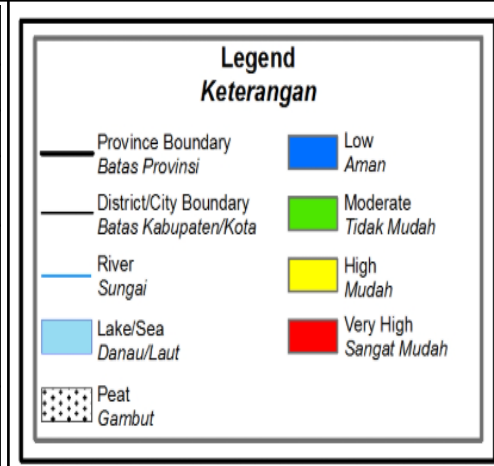 Legend
Keterangan
Province Boundary
Batas Provinsi
District/City Boundary
Batas Kabupaten/Kota
River
Sungai
Lake/Sea
Danau/Laut
Peat
Gambut
Low
Aman
Moderate
Tidak Mudah
High
Mudah
Very High
Sangat Mudah